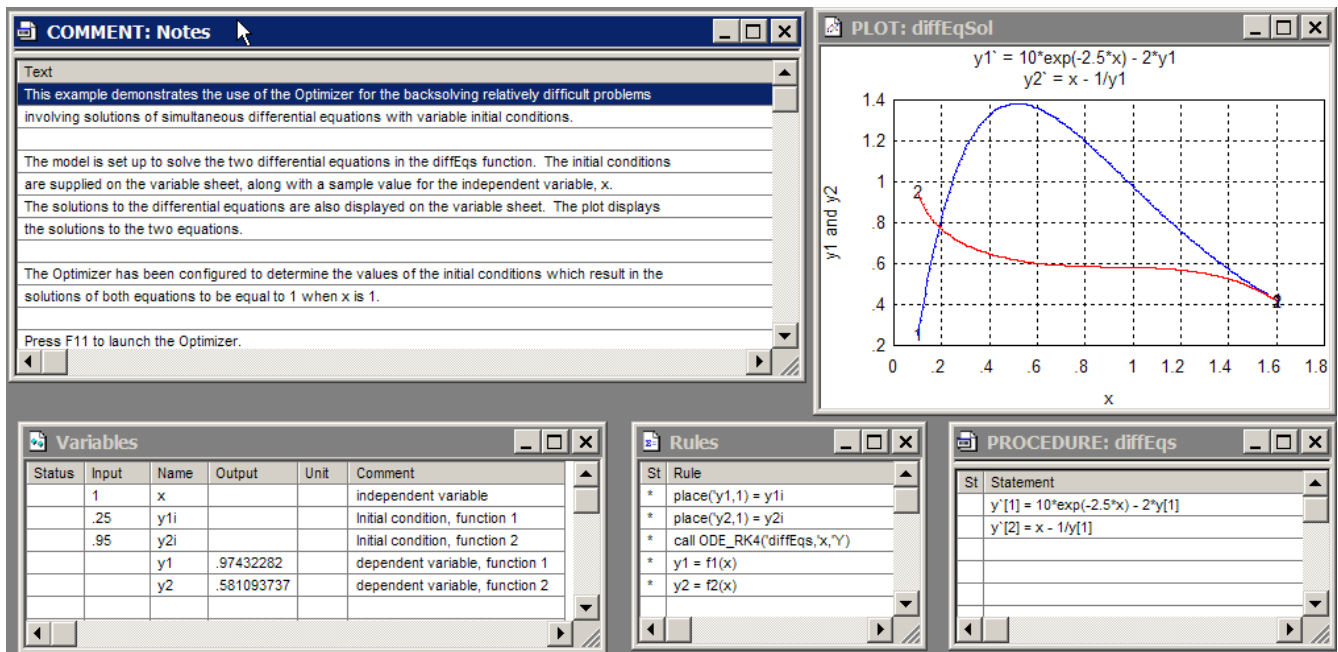 COMMENT: Notes
Text
This example demonstrates the use of the Optimizer for the backsolving relatively difficult problems
involving solutions of simultaneous differential equations with variable initial conditions.
The model is set up to solve the two differential equations in the diffEqs function. The initial conditions
are supplied on the variable sheet, along with a sample value for the independent variable, x.
The solutions to the differential equations are also displayed on the variable sheet. The plot displays
the solutions to the two equations.
The Optimizer has been configured to determine the values of the initial conditions which result in the
solutions of both equations to be equal to 1 when x is 1.
Press F11 to launch the Optimizer.
PLOT: diffEqSol
y1` = 10*exp(-2.5*x) - 2*y1
y2` = x - 1/y1
1.4
1.2
1
.8
.6
.4
.2
y1 and y2
2
1
0 .2 .4 .6 .8 1 1.2 1.4 1.6 1.8
x
Variables
Status Input Name Output Unit Comment
1 x independent variable
.25 y1i Initial condition, function 1
.95 y2i Initial condition, function 2
y1 .97432282 dependent variable, function 1
y2 .581093737 dependent variable, function 2
Rules
St Rule
* place('y1,1) = y1i
* place('y2,1) = y2i
* call ODE_RK4('diffEqs,'x,'Y)
* y1 = f1(x)
* y2 = f2(x)
PROCEDURE: diffEqs
St Statement
y`[1] = 10*exp(-2.5*x) - 2*y[1]
y`[2] = x - 1/y[1]